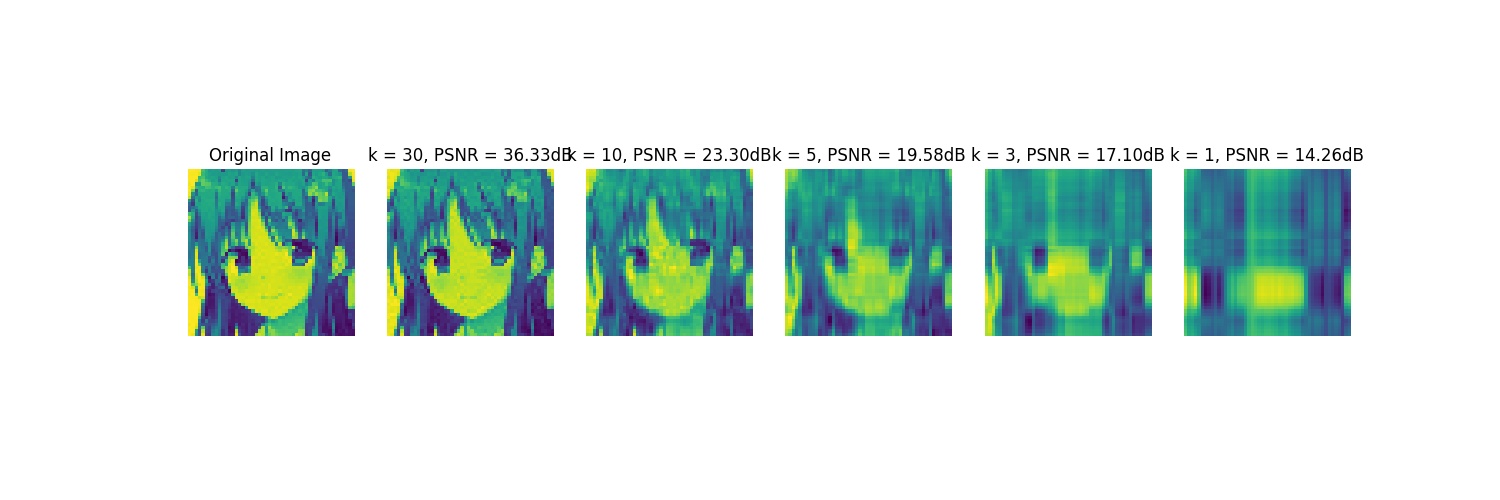 Original Image
k = 30, PSNR = 36.33dB
k = 10, PSNR = 23.30dB
k = 5, PSNR = 19.58dB
k = 3, PSNR = 17.10dB
k = 1, PSNR = 14.26dB